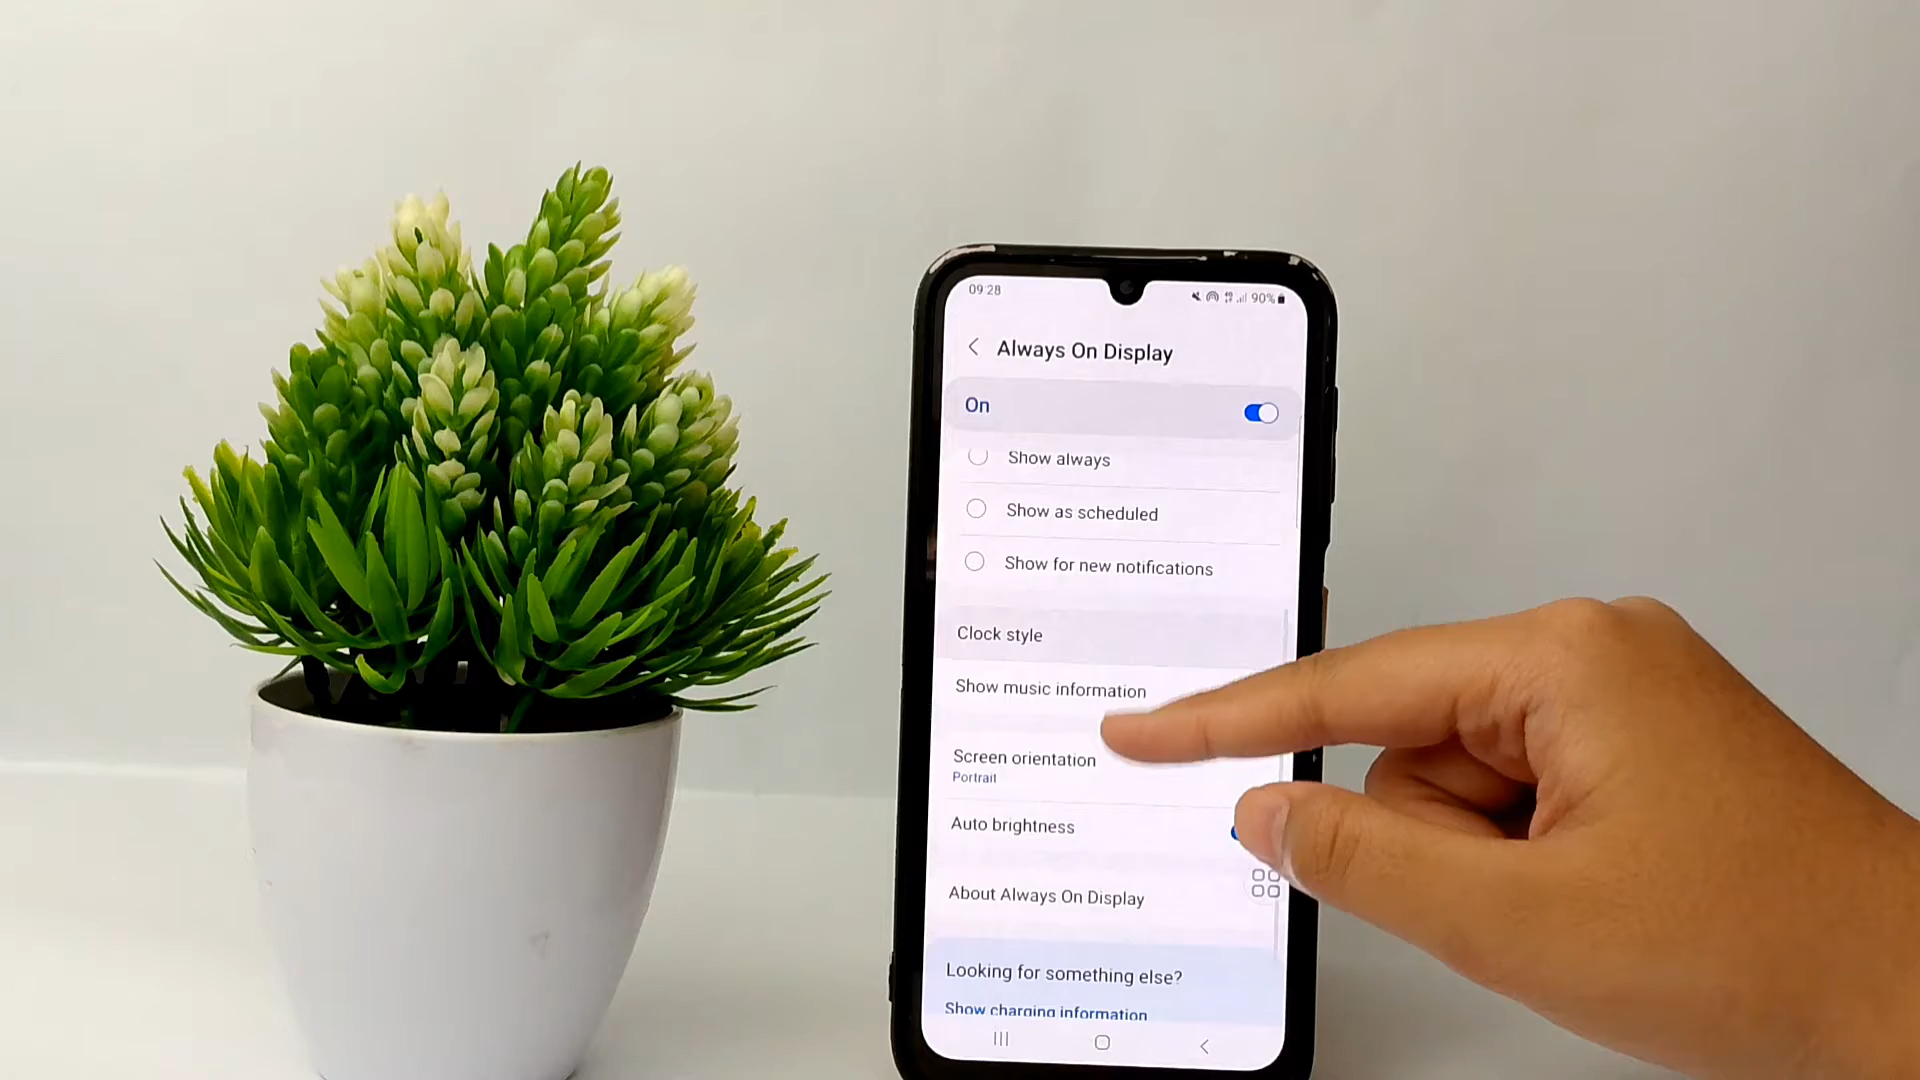 09:28
90%
Always On Display
On
Show always
Show as scheduled
Show for new notifications
Clock style
Show music information
Screen orientation
Portrait
Auto brightness
About Always On Display
Looking for something else?
Show charging information